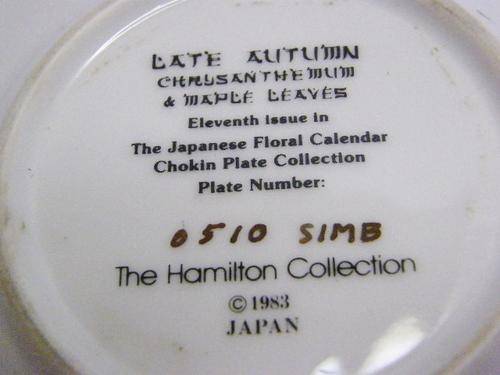 LATE AUTUMN
CHRYSANTHEMUM
& MAPLE LEAVES
Eleventh issue in
The Japanese Floral Calendar
Chokin Plate Collection
Plate Number:
0510 SIMB
The Hamilton Collection
©1983
JAPAN